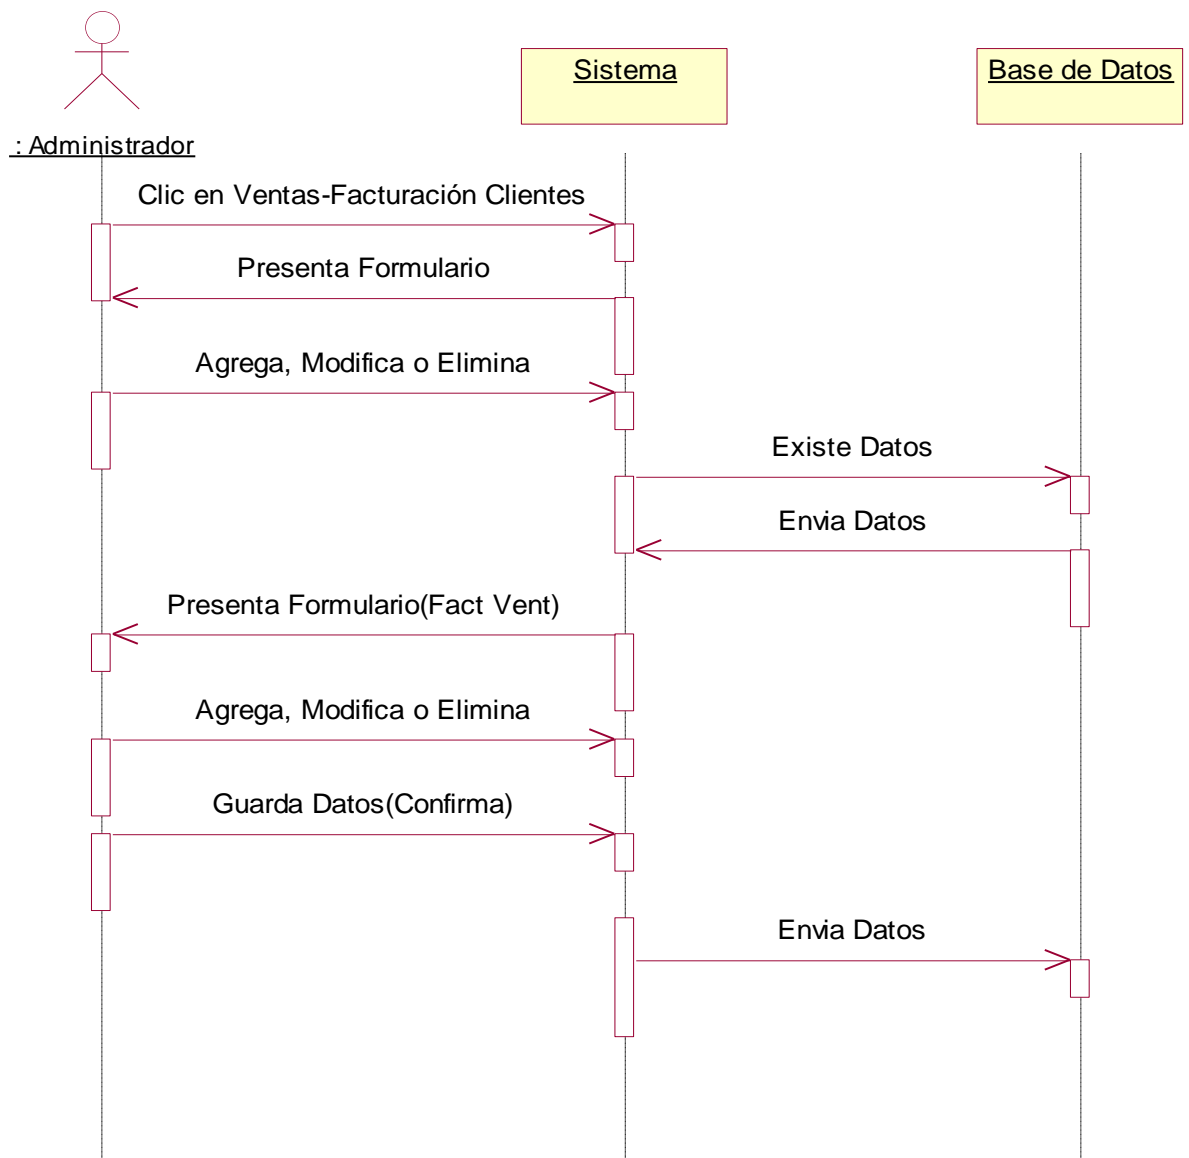 : Administrador
Sistema
Base de Datos
Clic en Ventas-Facturación Clientes
Presenta Formulario
Agrega, Modifica o Elimina
Existe Datos
Envia Datos
Presenta Formulario(Fact Vent)
Agrega, Modifica o Elimina
Guarda Datos(Confirma)
Envia Datos